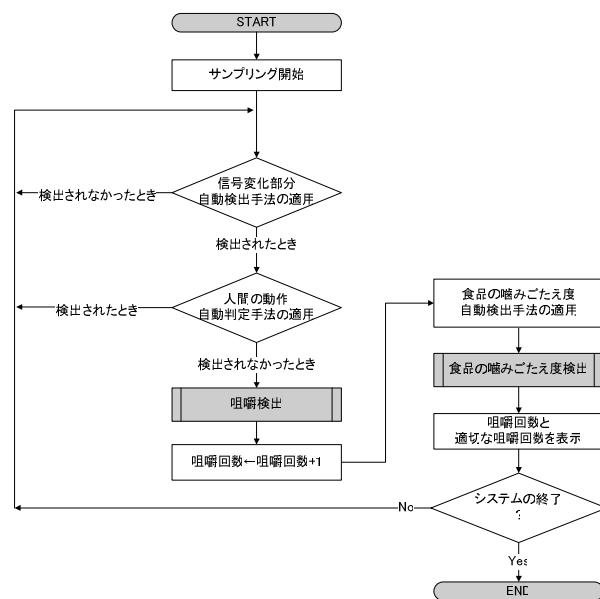 START
サンプリング開始
信号変化部分
自動検出手法の適用
検出されなかったとき
検出されたとき
人間の動作
自動判定手法の適用
検出されたとき
検出されなかったとき
咀嚼検出
咀嚼回数←咀嚼回数+1
食品の噛みごたえ度
自動検出手法の適用
食品の噛みごたえ度検出
咀嚼回数と
適切な咀嚼回数を表示
システムの終了
?
No
Yes
END